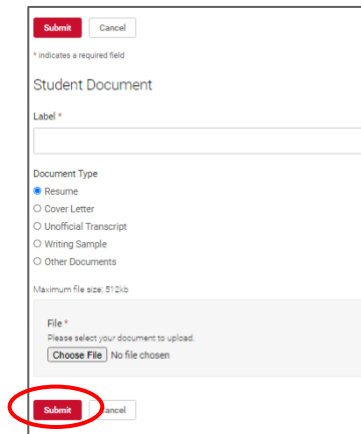 Submit Cancel
* indicates a required field
Student Document
Label *
Document Type
Resume
Cover Letter
Unofficial Transcript
Writing Sample
Other Documents
Maximum file size: 512kb
File *
Please select your document to upload.
Choose File No file chosen
Submit Cancel